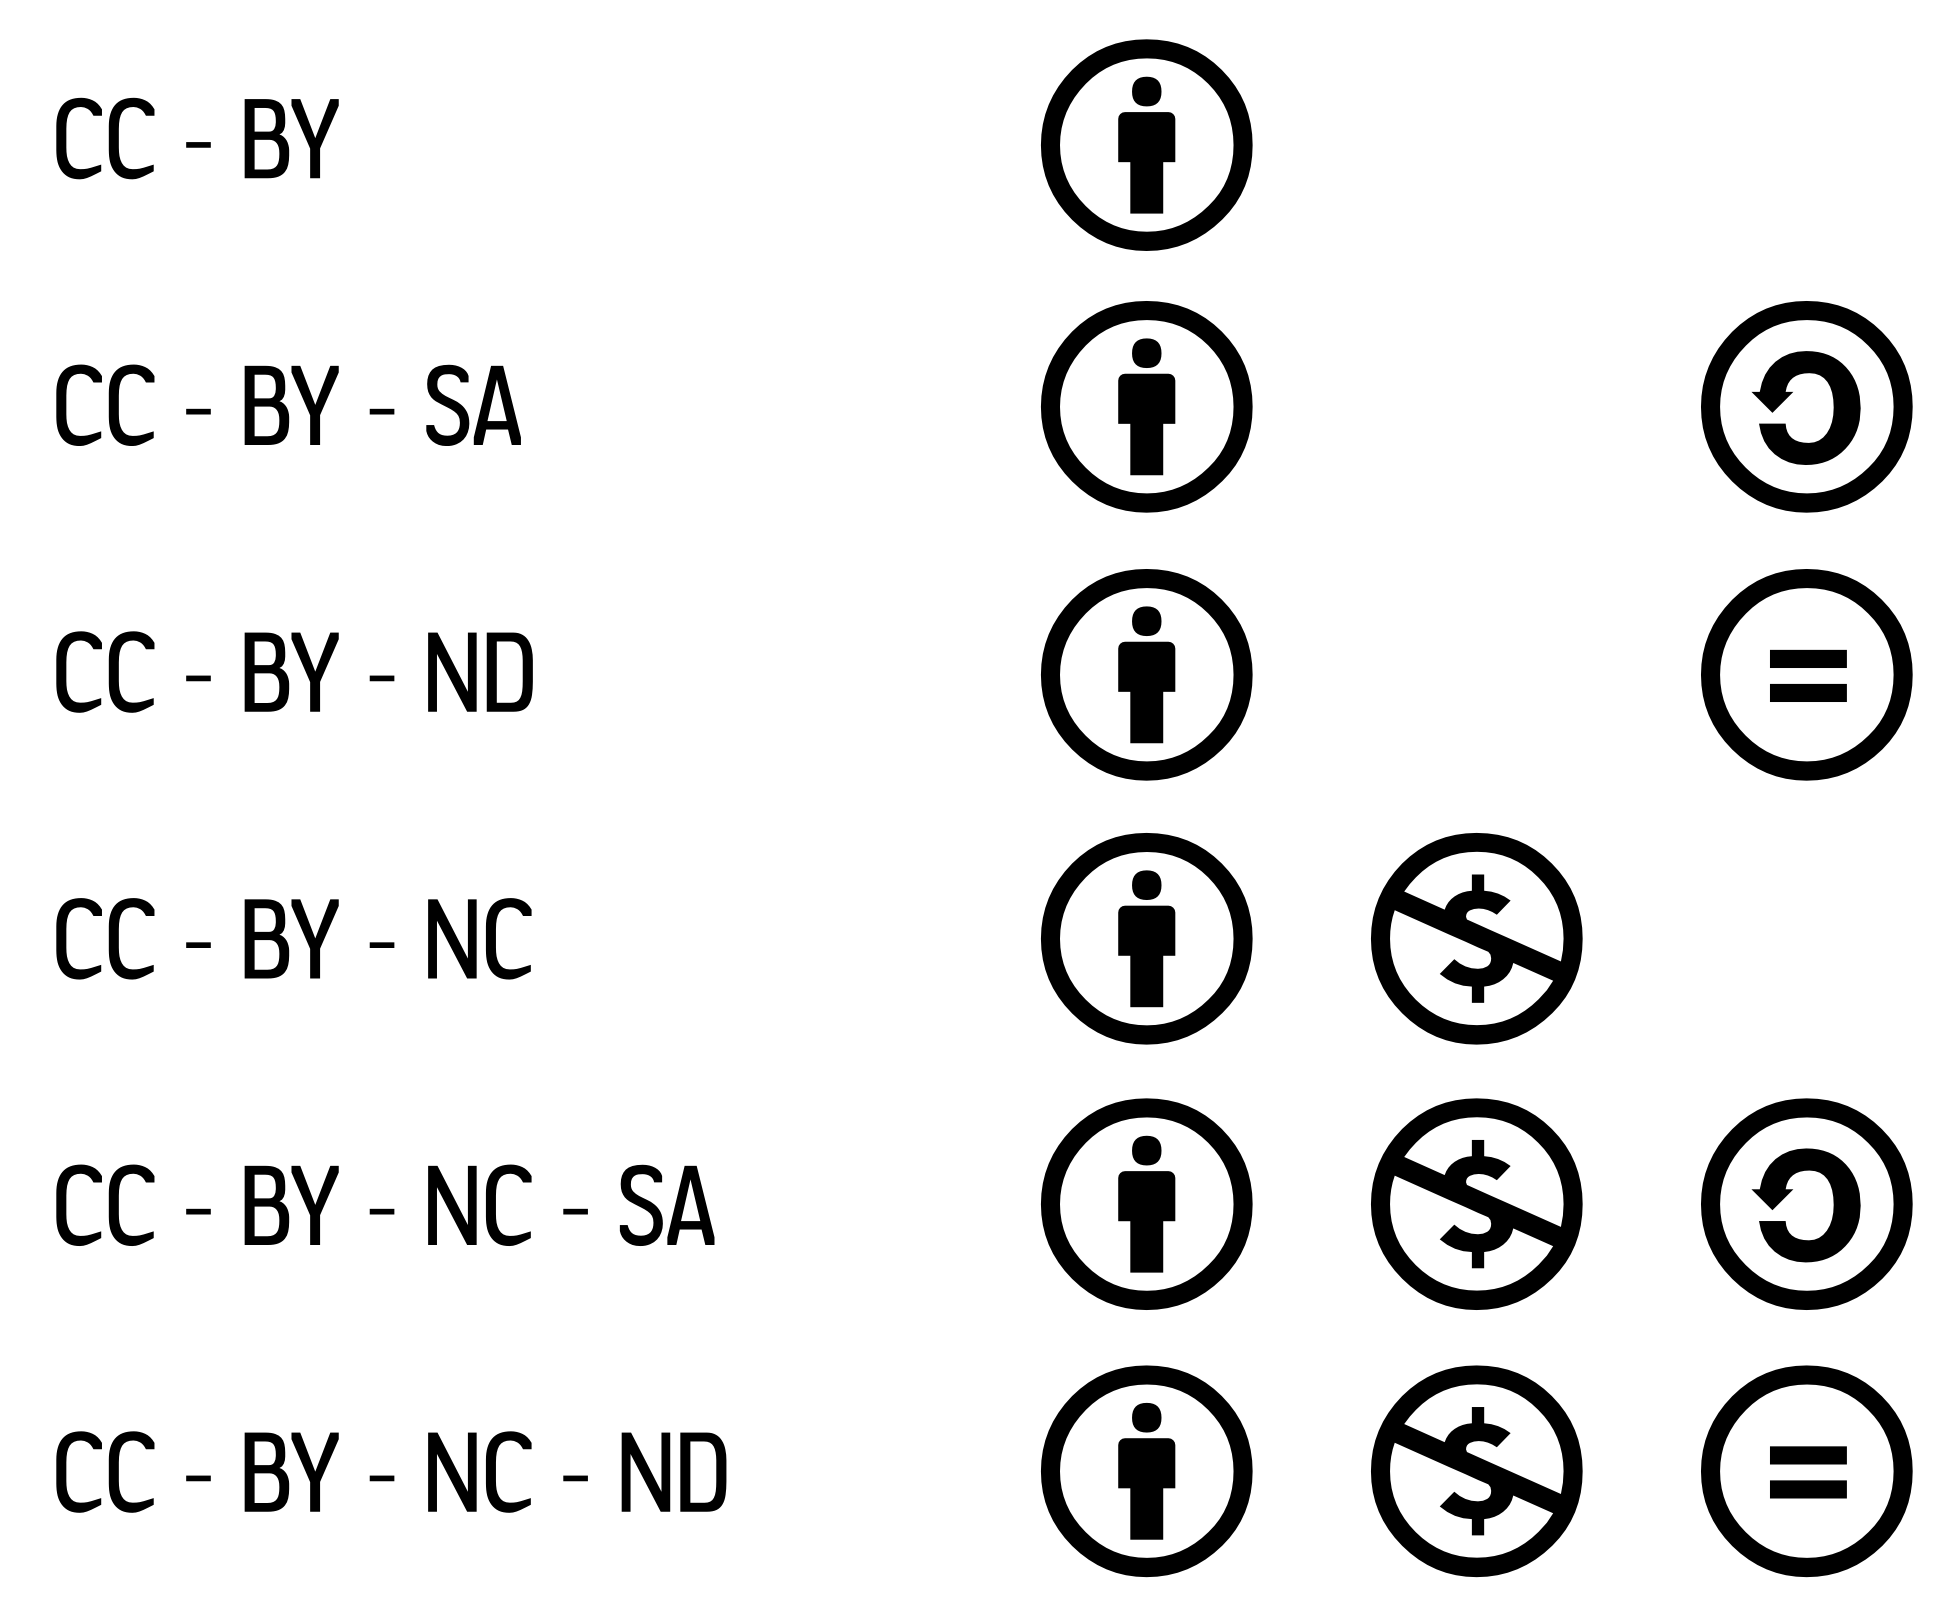 CC - BY
CC - BY - SA
CC - BY - ND
CC - BY - NC
CC - BY - NC - SA
CC - BY - NC - ND